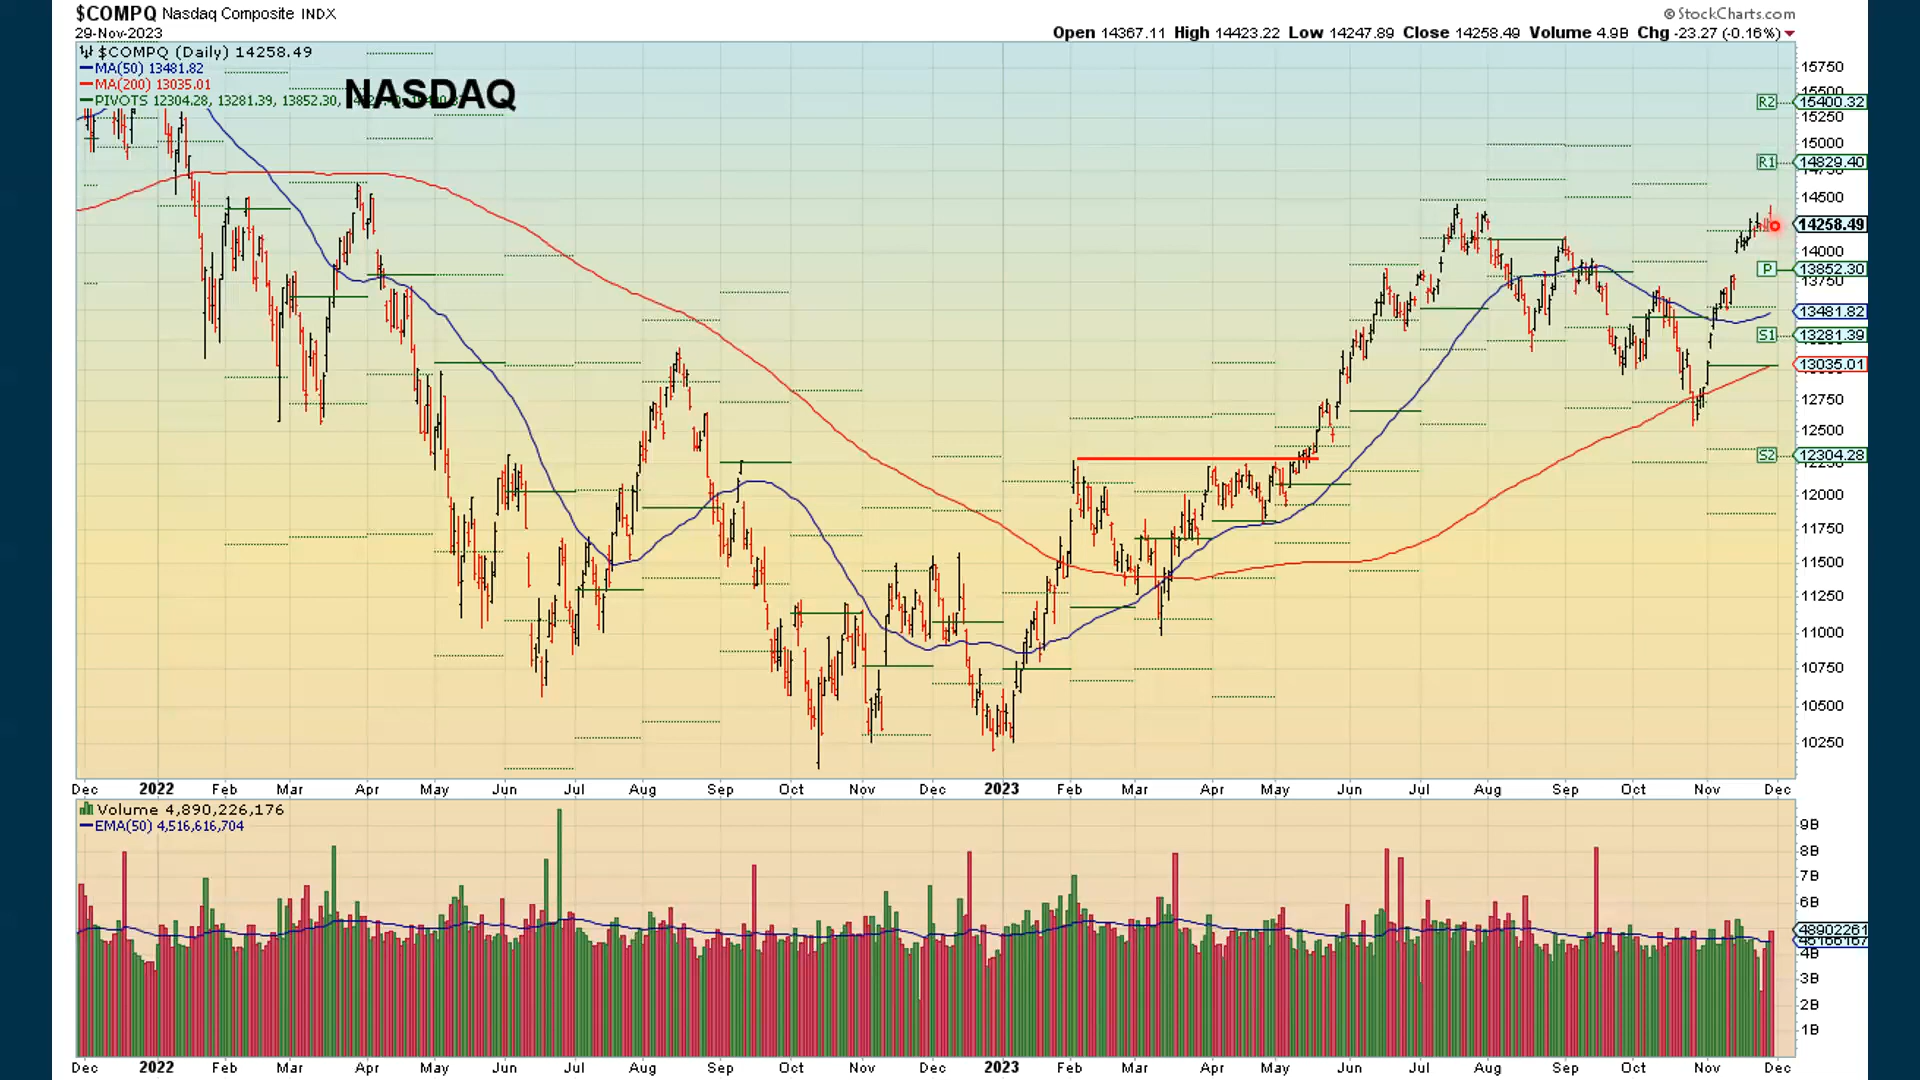 $COMPQ Nasdaq Composite INDX
© StockCharts.com
29-Nov-2023
Open 14367.11 High 14423.22 Low 14247.89 Close 14258.49 Volume 4.9B Chg -23.27 (-0.16%)
$COMPQ (Daily) 14258.49
MA(50) 13481.82
MA(200) 13035.01
PIVOTS 12304.28, 13281.39, 13852.30,
NASDAQ
15750
15500
R2 15400.32
15250
15000
R1 14829.40
14750
14500
14258.49
14000
P 13852.30
13750
13481.82
S1 13281.39
13035.01
12750
12500
S2 12304.28
12250
12000
11750
11500
11250
11000
10750
10500
10250
Dec 2022 Feb Mar Apr May Jun Jul Aug Sep Oct Nov Dec 2023 Feb Mar Apr May Jun Jul Aug Sep Oct Nov Dec
Volume 4,890,226,176
EMA(50) 4,516,616,704
9B
8B
7B
6B
48902261
4B
3B
2B
1B
Dec 2022 Feb Mar Apr May Jun Jul Aug Sep Oct Nov Dec 2023 Feb Mar Apr May Jun Jul Aug Sep Oct Nov Dec